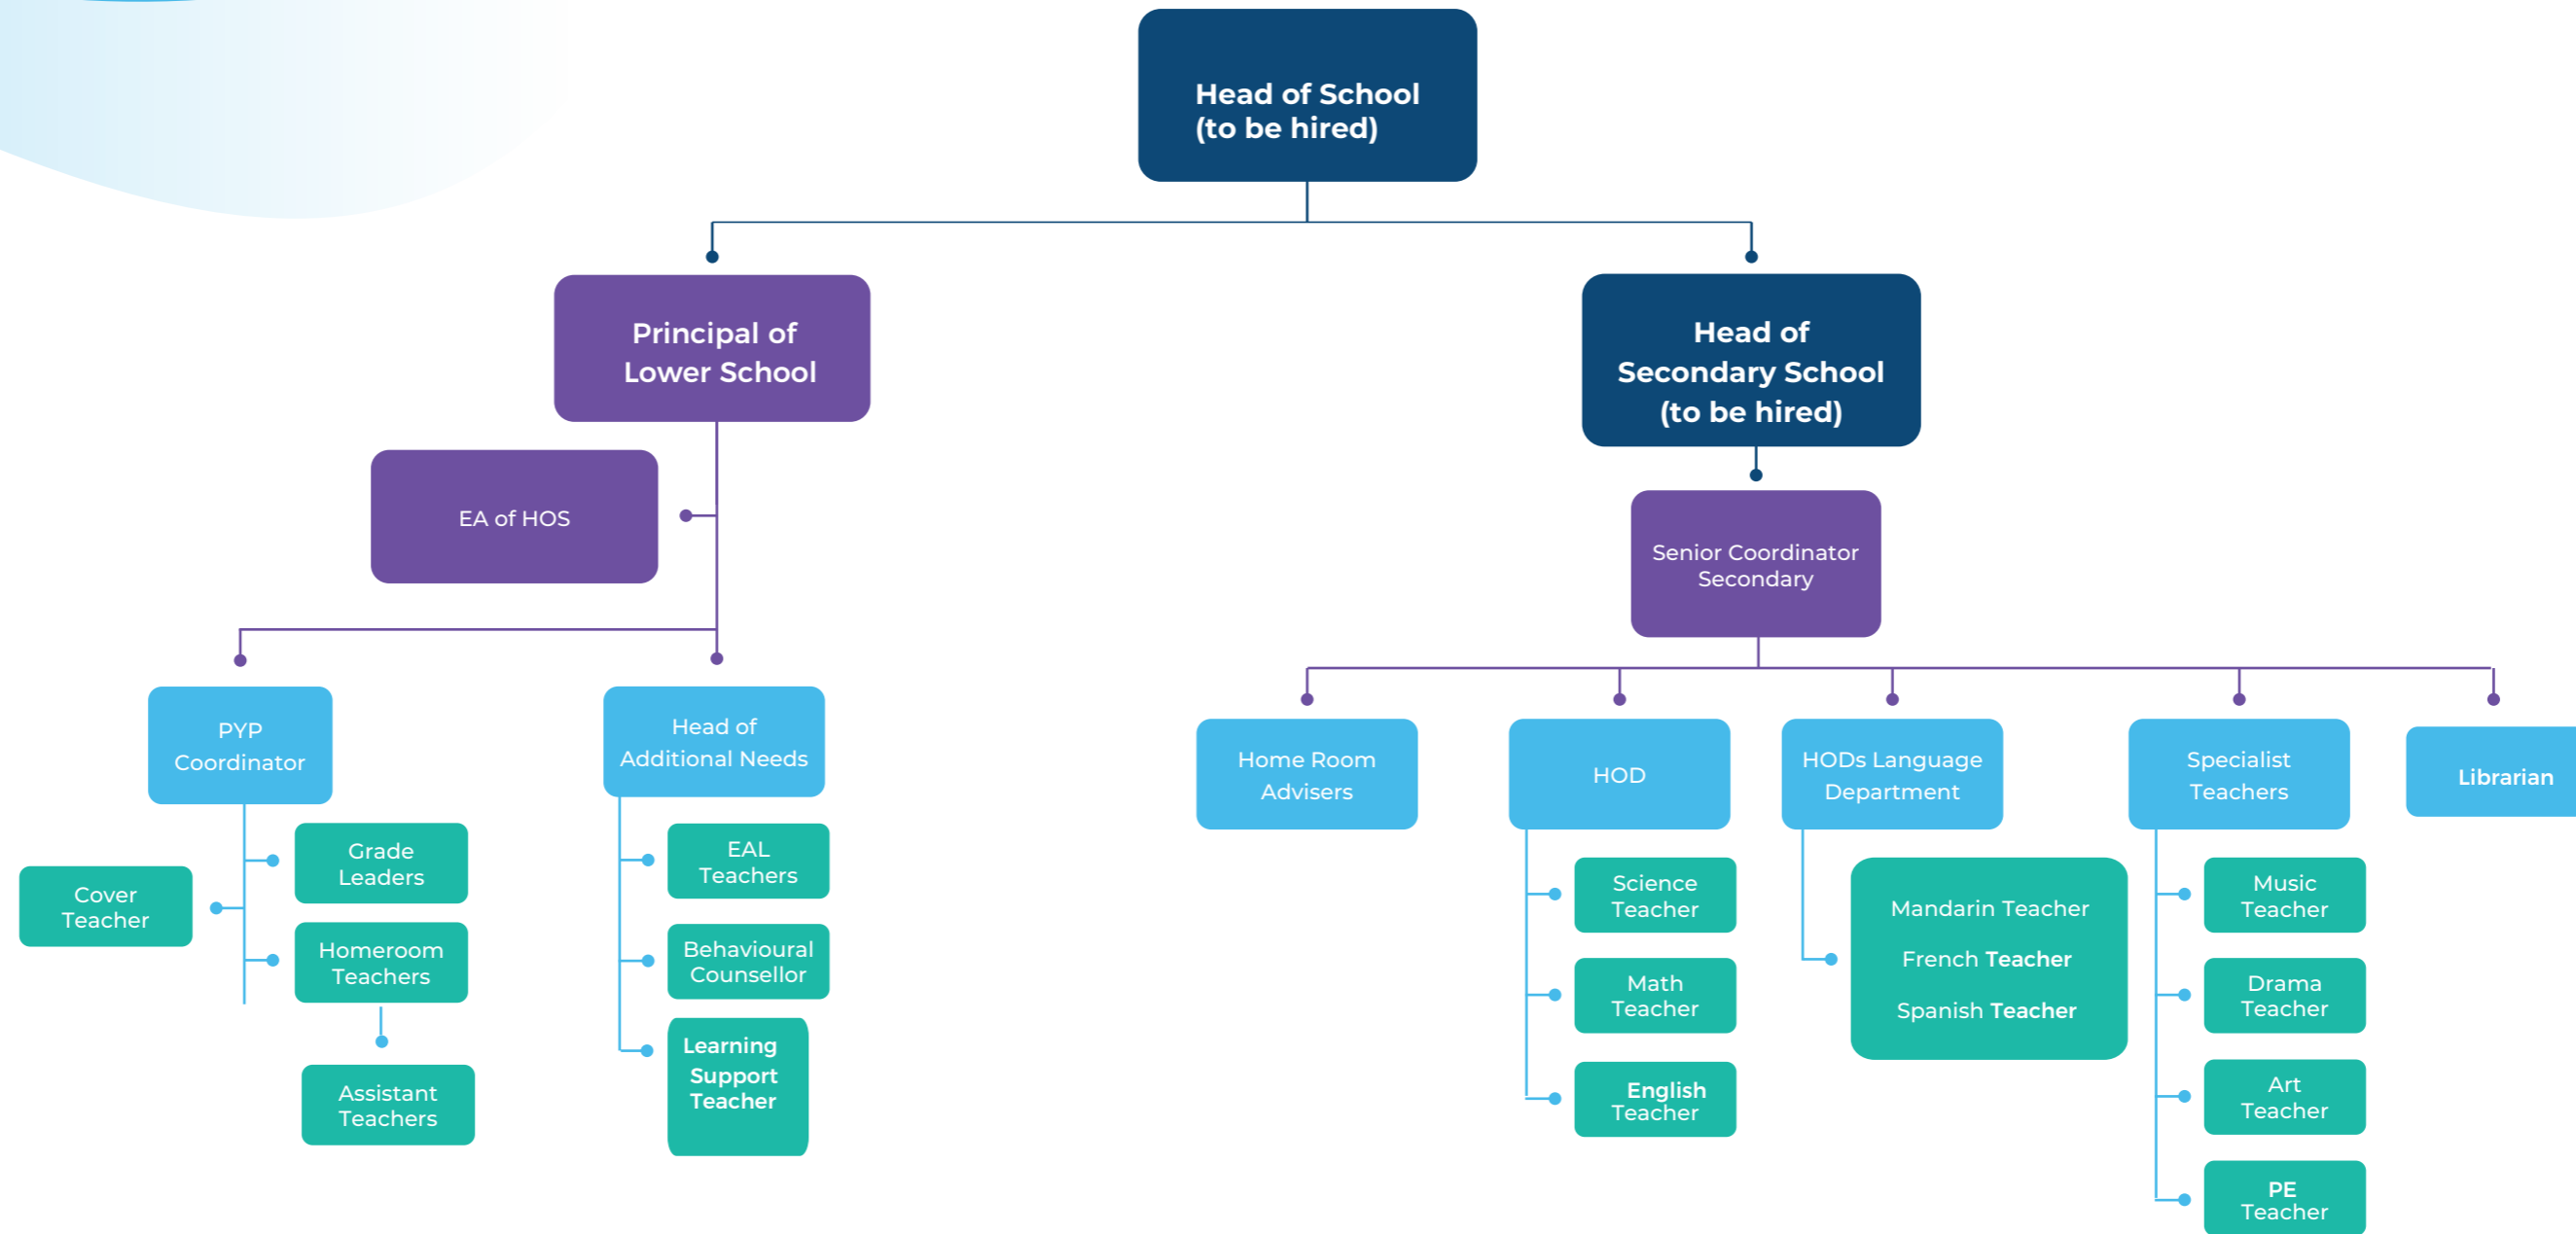 Head of School
(to be hired)
Principal of
Lower School
Head of
Secondary School
(to be hired)
EA of HOS
Senior Coordinator
Secondary
PYP
Coordinator
Head of
Additional Needs
Home Room
Advisers
HOD
HODs Language
Department
Specialist
Teachers
Librarian
Cover
Teacher
Grade
Leaders
Homeroom
Teachers
Assistant
Teachers
EAL
Teachers
Behavioural
Counsellor
Learning
Support
Teacher
Science
Teacher
Math
Teacher
English
Teacher
Mandarin Teacher
French Teacher
Spanish Teacher
Music
Teacher
Drama
Teacher
Art
Teacher
PE
Teacher